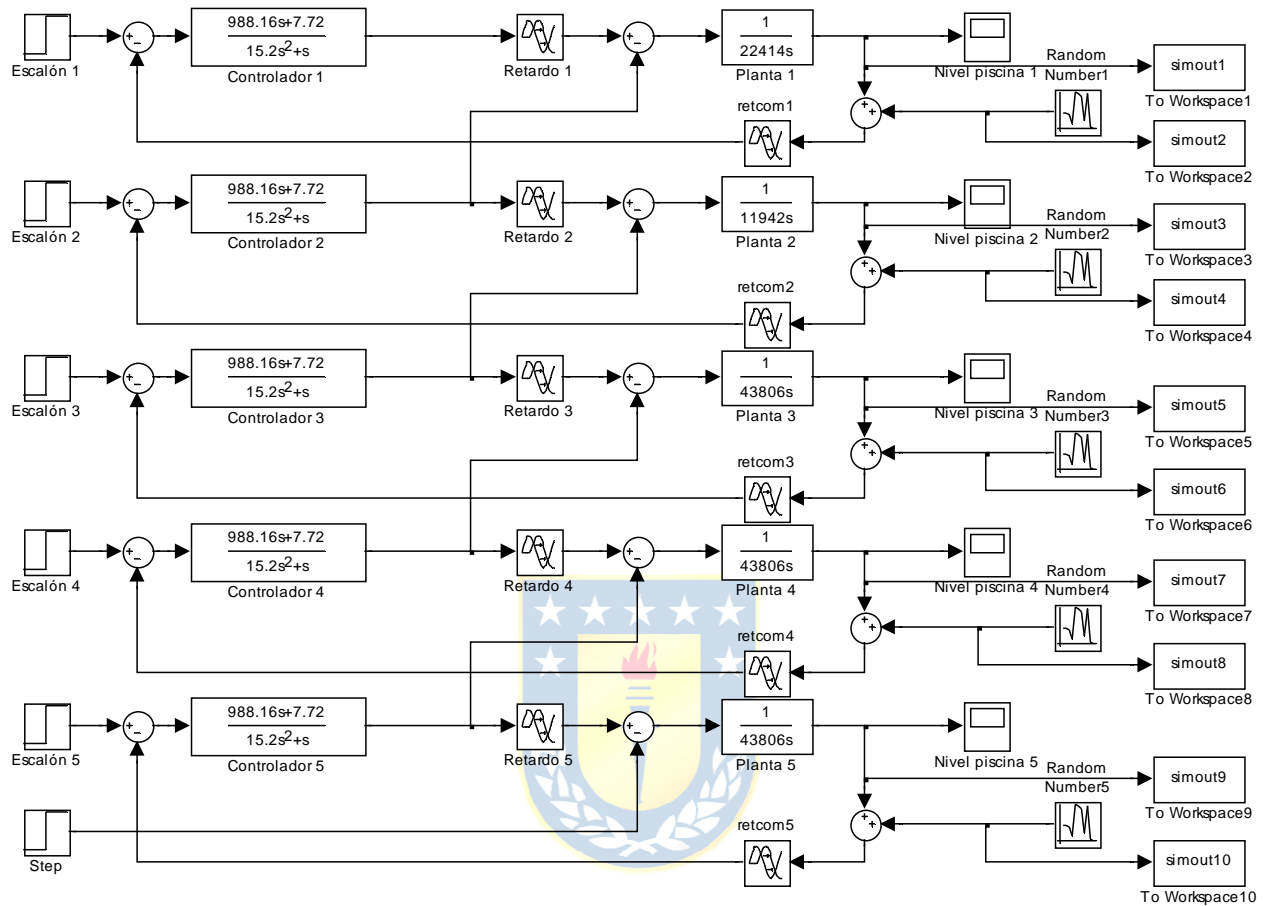 988.16s+7.72
15.2s²+s
1
22414s
Escalón 1
Controlador 1
Retardo 1
Planta 1
Nivel piscina 1
Random
Number1
simout1
To Workspace1
retcom1
simout2
To Workspace2
988.16s+7.72
15.2s²+s
1
11942s
Escalón 2
Controlador 2
Retardo 2
Planta 2
Nivel piscina 2
Random
Number2
simout3
To Workspace3
retcom2
simout4
To Workspace4
988.16s+7.72
15.2s²+s
1
43806s
Escalón 3
Controlador 3
Retardo 3
Planta 3
Nivel piscina 3
Random
Number3
simout5
To Workspace5
retcom3
simout6
To Workspace6
988.16s+7.72
15.2s²+s
1
43806s
Escalón 4
Controlador 4
Retardo 4
Planta 4
Nivel piscina 4
Random
Number4
simout7
To Workspace7
retcom4
simout8
To Workspace8
988.16s+7.72
15.2s²+s
1
43806s
Escalón 5
Controlador 5
Retardo 5
Planta 5
Nivel piscina 5
Random
Number5
simout9
To Workspace9
Step
retcom5
simout10
To Workspace10